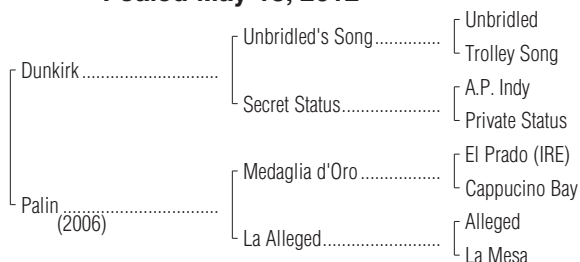 Foaled May 2012
Unbridled
Unbridled's Song
Trolley Song
Dunkirk
A.P. Indy
Secret Status
Private Status
El Prado (IRE)
Medaglia d'Oro
Cappucino Bay
Palin
(2006)
Alleged
La Alleged
La Mesa